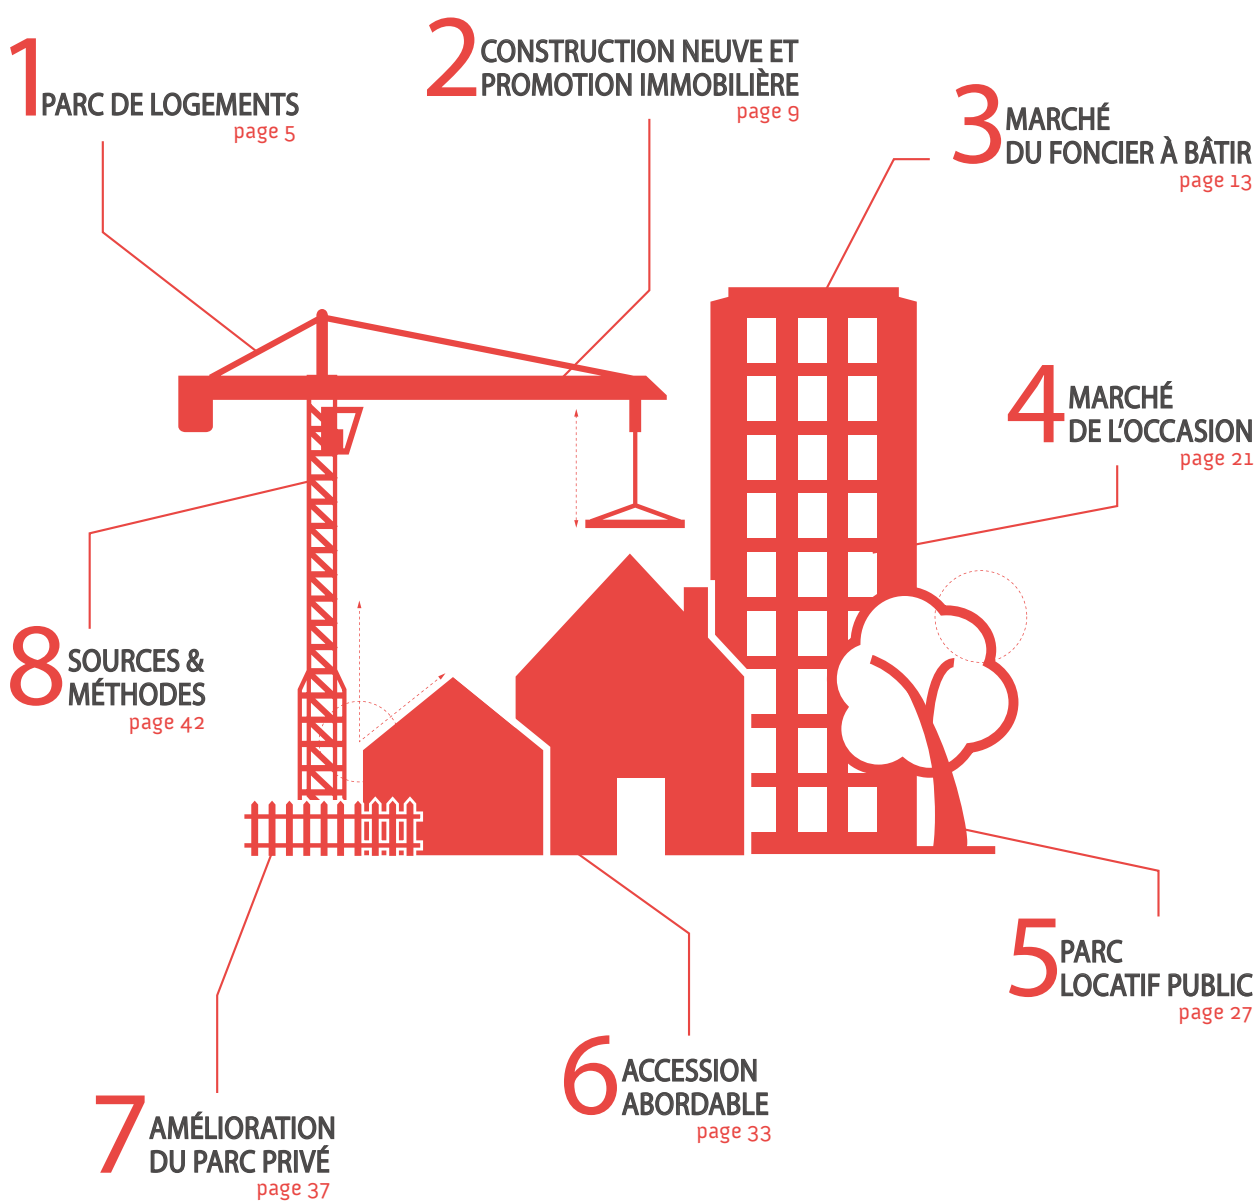 1 PARC DE LOGEMENTS
page 5
2 CONSTRUCTION NEUVE ET
PROMOTION IMMOBILIÈRE
page 9
3 MARCHÉ
DU FONCIER À BÂTIR
page 13
4 MARCHÉ
DE L'OCCASION
page 21
5 PARC
LOCATIF PUBLIC
page 27
6 ACCESSION
ABORDABLE
page 33
7 AMÉLIORATION
DU PARC PRIVÉ
page 37
8 SOURCES &
MÉTHODES
page 42